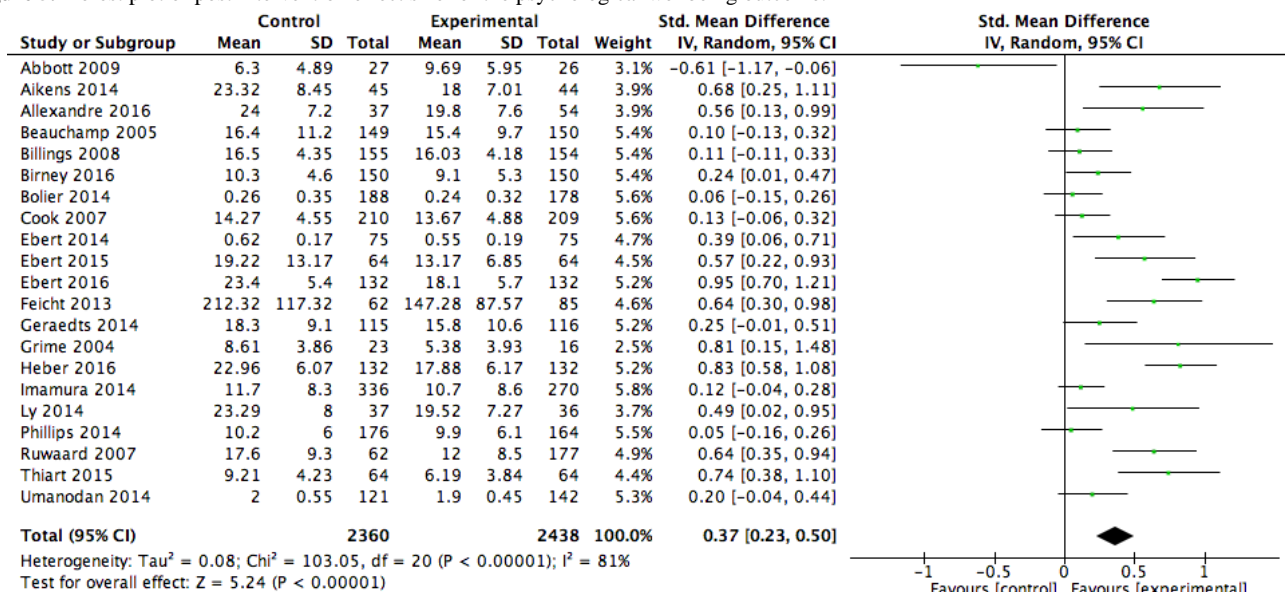 Control Experimental Std. Mean Difference Std. Mean Difference
Study or Subgroup Mean SD Total Mean SD Total Weight IV, Random, 95% CI IV, Random, 95% CI
Abbott 2009 6.3 4.89 27 9.69 5.95 26 3.1% -0.61 [-1.17, -0.06]
Aikens 2014 23.32 8.45 45 18 7.01 44 3.9% 0.68 [0.25, 1.11]
Allexandre 2016 24 7.2 37 19.8 7.6 54 3.9% 0.56 [0.13, 0.99]
Beauchamp 2005 16.4 11.2 149 15.4 9.7 150 5.4% 0.10 [-0.13, 0.32]
Billings 2008 16.5 4.35 155 16.03 4.18 154 5.4% 0.11 [-0.11, 0.33]
Birney 2016 10.3 4.6 150 9.1 5.3 150 5.4% 0.24 [0.01, 0.47]
Bolier 2014 0.26 0.35 188 0.24 0.32 178 5.5% 0.06 [-0.15, 0.26]
Cook 2007 14.27 4.55 210 13.67 4.88 209 5.6% 0.13 [-0.06, 0.32]
Ebert 2014 0.62 0.17 75 0.55 0.19 75 4.7% 0.39 [0.06, 0.71]
Ebert 2015 19.22 13.17 64 13.17 6.85 64 4.5% 0.57 [0.22, 0.93]
Ebert 2016 23.4 5.4 132 18.1 5.7 132 5.2% 0.95 [0.70, 1.21]
Feicht 2013 212.32 117.32 62 147.28 87.57 85 4.6% 0.64 [0.30, 0.98]
Geraedts 2014 18.3 9.1 115 15.8 10.6 116 5.2% 0.25 [-0.01, 0.51]
Grime 2004 8.61 3.86 23 5.38 3.93 16 2.5% 0.81 [0.15, 1.48]
Heber 2016 22.96 6.07 132 17.88 6.17 132 5.2% 0.83 [0.58, 1.08]
Imamura 2014 11.7 8.3 336 10.7 8.6 270 5.8% 0.12 [-0.04, 0.28]
Ly 2014 23.29 8 37 19.52 7.27 36 3.7% 0.49 [0.02, 0.95]
Phillips 2014 10.2 6 176 9.9 6.1 164 5.5% 0.05 [-0.16, 0.26]
Ruwaard 2007 17.6 9.3 62 12 8.5 177 4.9% 0.64 [0.35, 0.94]
Thiart 2015 9.21 4.23 64 6.19 3.84 64 4.4% 0.74 [0.38, 1.10]
Umanodan 2014 2 0.55 121 1.9 0.45 142 5.3% 0.20 [-0.04, 0.44]
Total (95% CI) 2360 2438 100.0% 0.37 [0.23, 0.50]
Heterogeneity: Tau² = 0.08; Chi² = 103.05, df = 20 (P < 0.00001); I² = 81%
Test for overall effect: Z = 5.24 (P < 0.00001)
-1 -0.5 0 0.5 1
Favours [control] Favours [experimental]